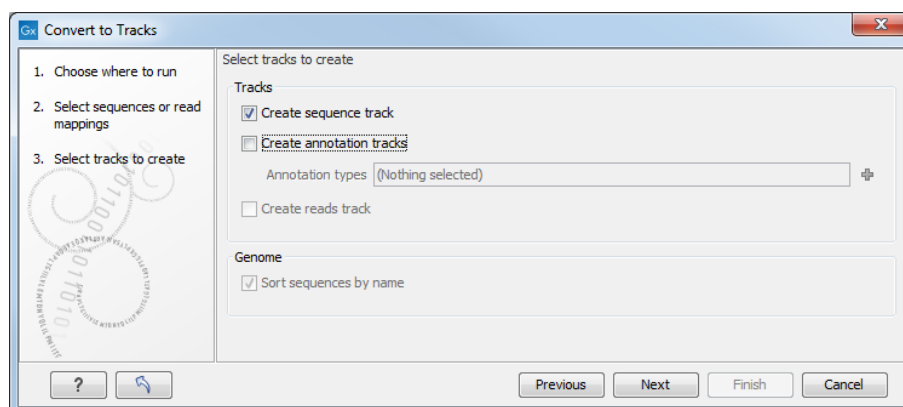 Gx Convert to Tracks
1. Choose where to run
2. Select sequences or read
mappings
3. Select tracks to create
Select tracks to create
Tracks
Create sequence track
Create annotation tracks
Annotation types (Nothing selected)
Create reads track
Genome
Sort sequences by name
?
Previous Next Finish Cancel